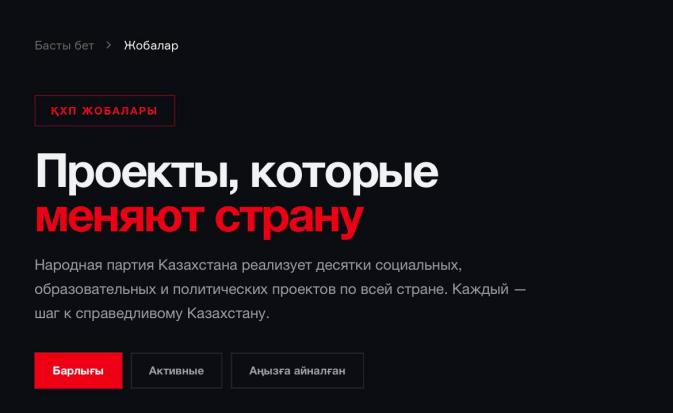 Басты бет > Жобалар
ҚХП ЖОБАЛАРЫ
Проекты, которые
меняют страну
Народная партия Казахстана реализует десятки социальных,
образовательных и политических проектов по всей стране. Каждый —
шаг к справедливому Казахстану.
Барлығы Активные Аңызға айналған